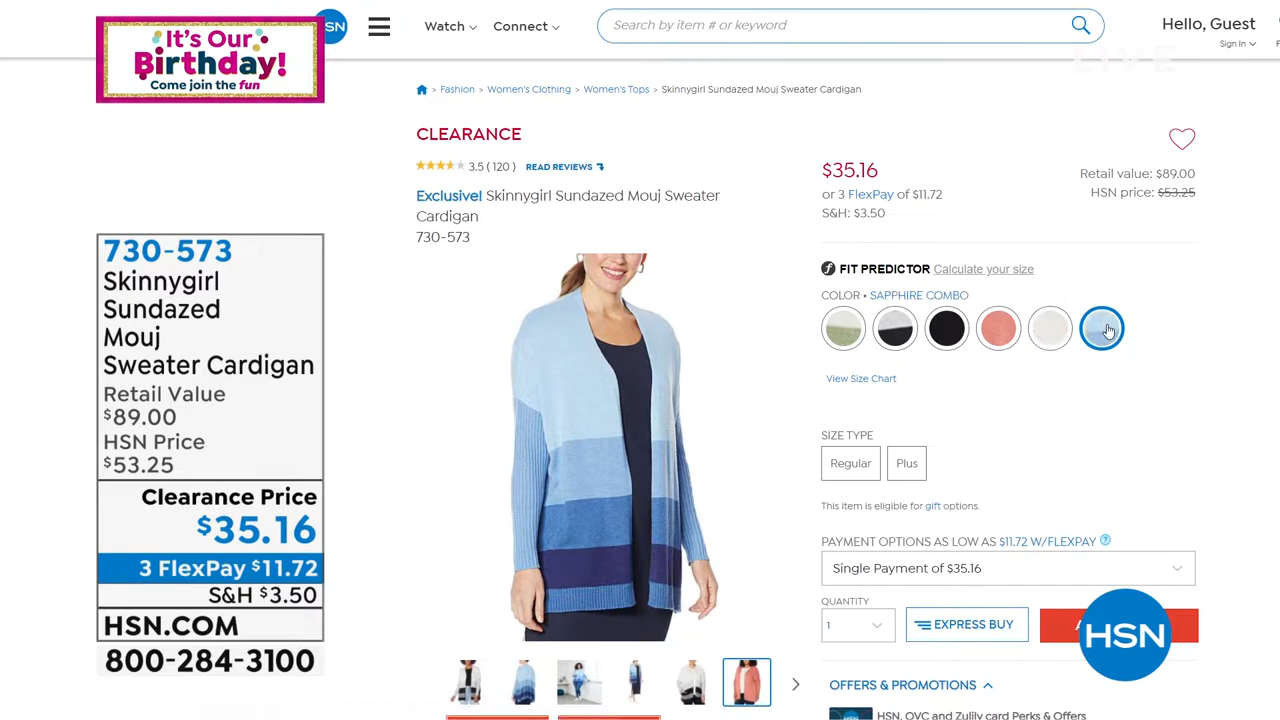 It's Our
Birthday!
Come join the fun
SN
Watch
Connect
Search by item # or keyword
Hello, Guest
Sign In
LIVE
Fashion > Women's Clothing > Women's Tops > Skinnygirl Sundazed Mouj Sweater Cardigan
CLEARANCE
3.5 ( 120 ) READ REVIEWS
Exclusive! Skinnygirl Sundazed Mouj Sweater
Cardigan
730-573
$35.16
or 3 FlexPay of $11.72
S&H: $3.50
Retail value: $89.00
HSN price: $53.25
FIT PREDICTOR Calculate your size
COLOR • SAPPHIRE COMBO
View Size Chart
SIZE TYPE
Regular
Plus
This item is eligible for gift options.
PAYMENT OPTIONS AS LOW AS $11.72 W/FLEXPAY ?
Single Payment of $35.16
QUANTITY
1
EXPRESS BUY
HSN
OFFERS & PROMOTIONS
HSN, QVC and Zulily card Perks & Offers
730-573
Skinnygirl
Sundazed
Mouj
Sweater Cardigan
Retail Value
$89.00
HSN Price
$53.25
Clearance Price
$35.16
3 FlexPay $11.72
S&H $3.50
HSN.COM
800-284-3100